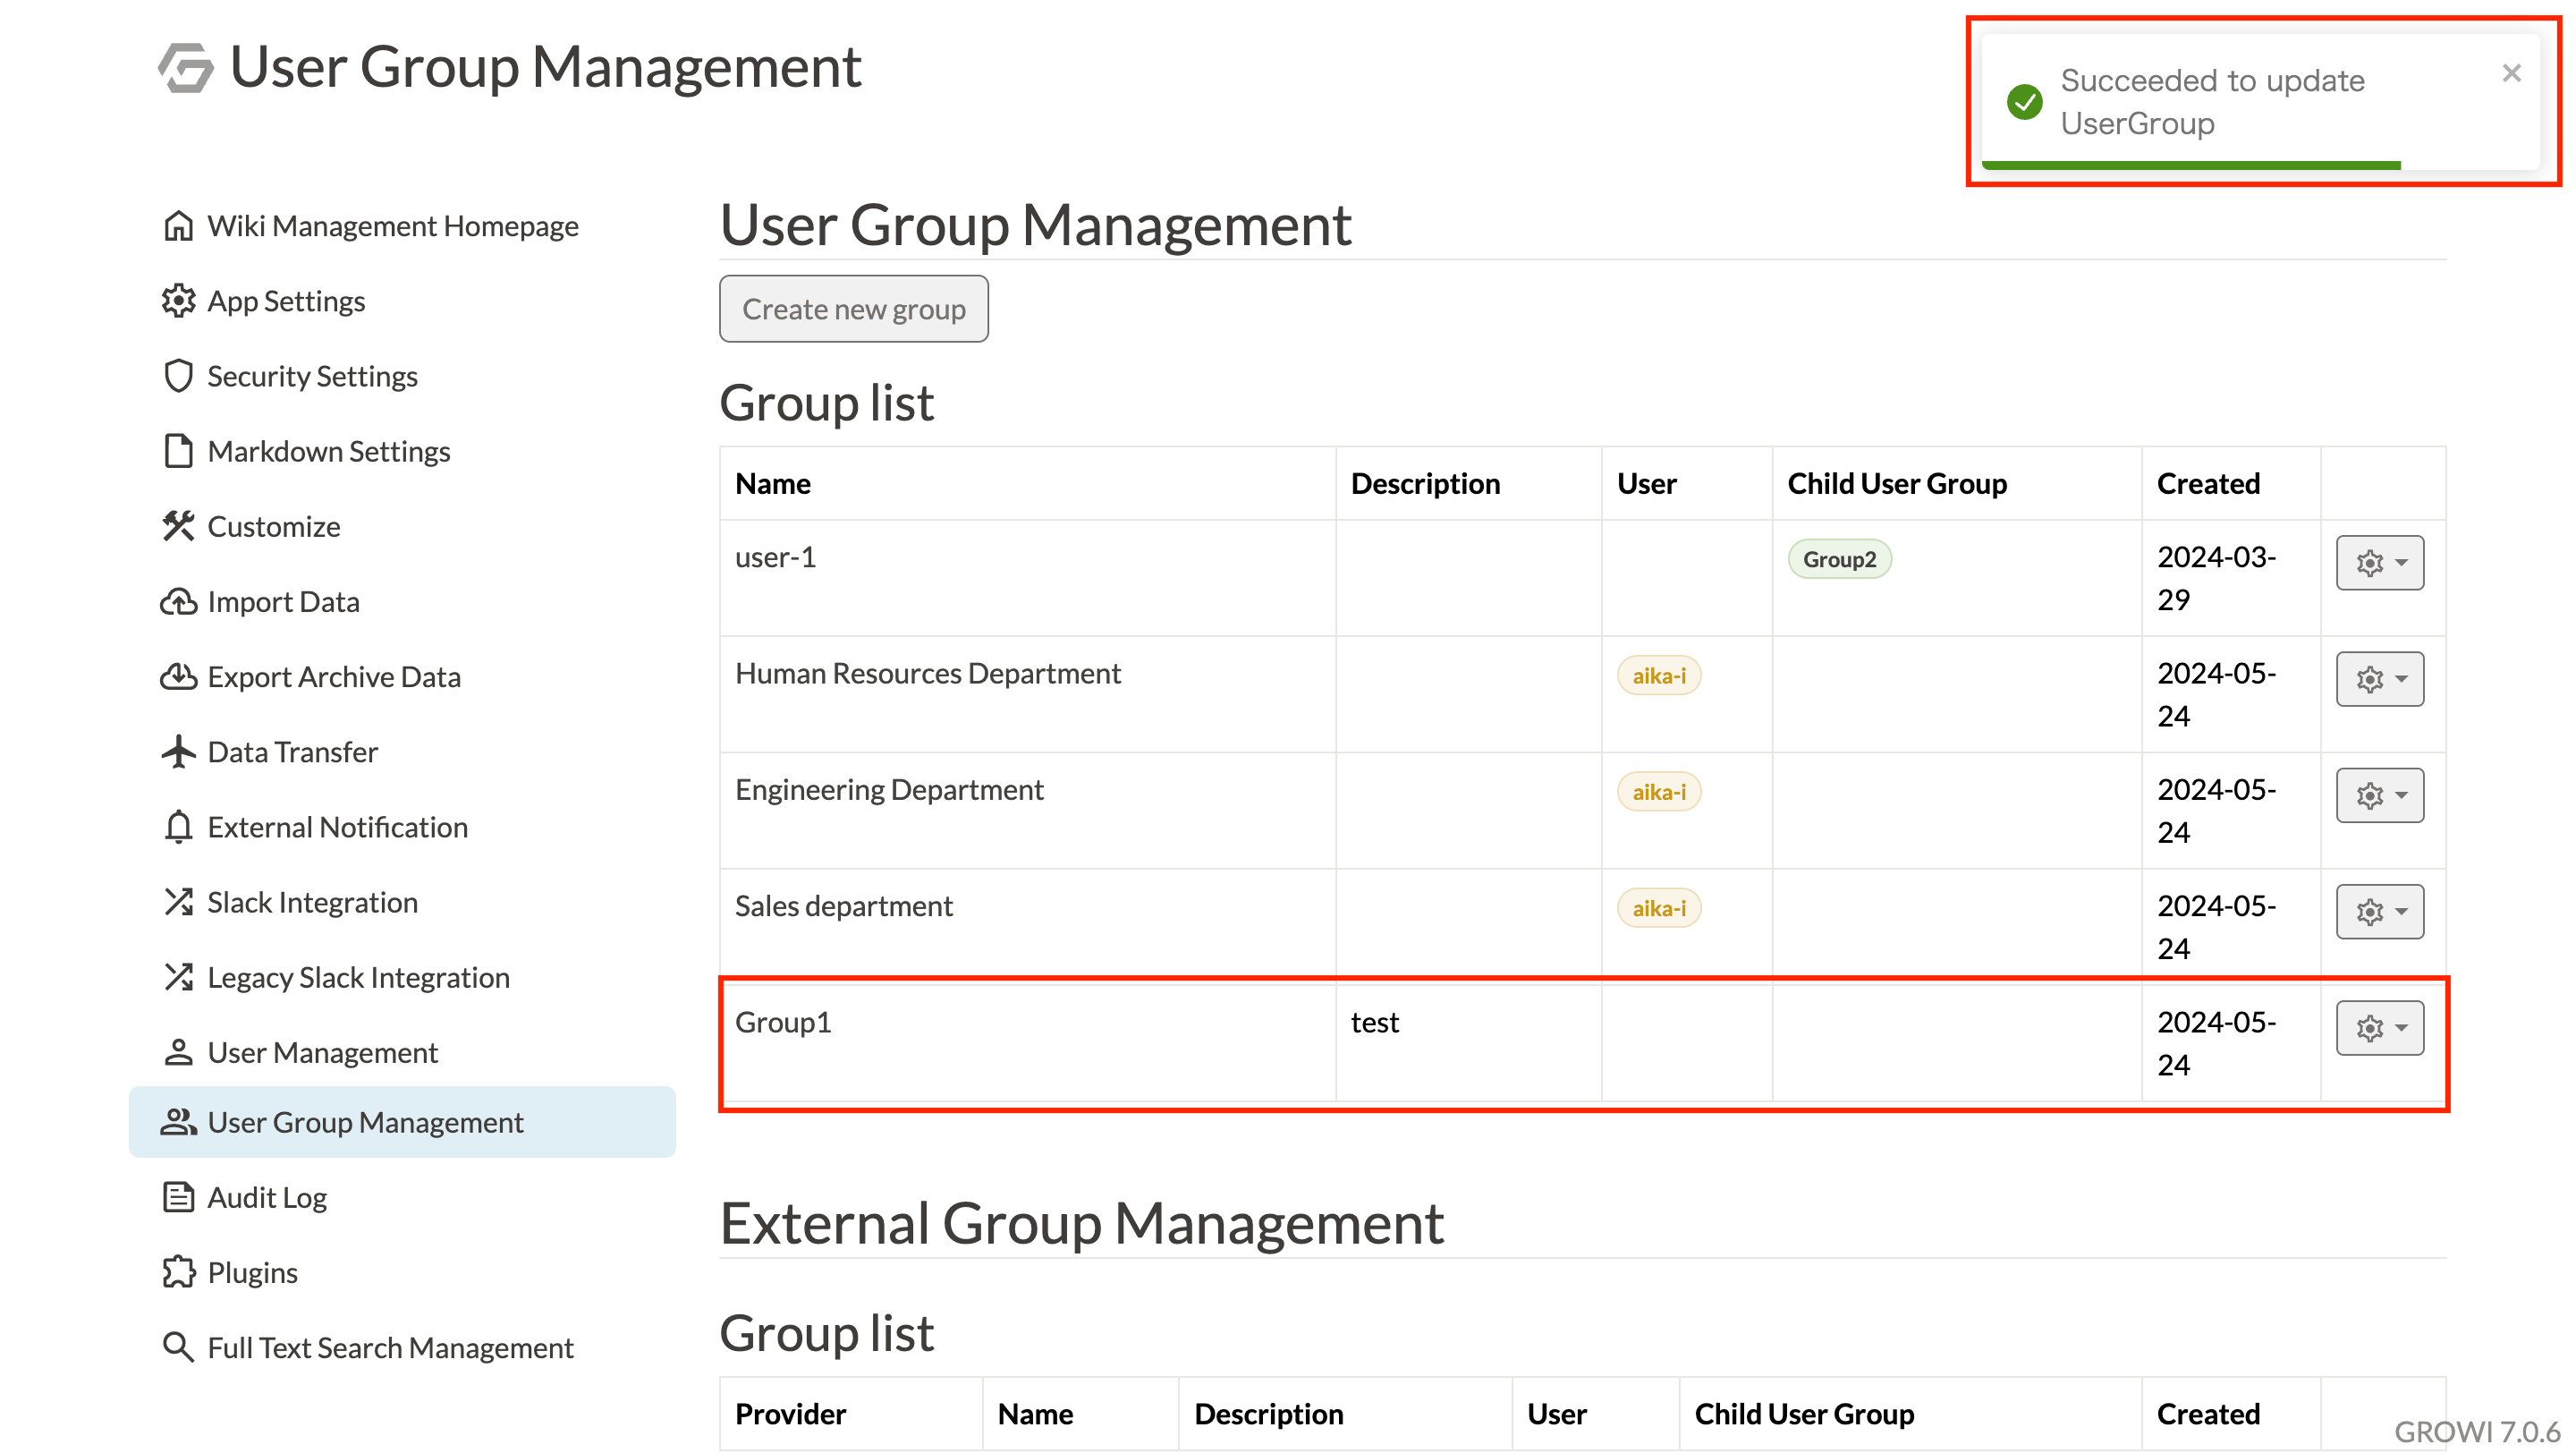 User Group Management
Succeeded to update
UserGroup
Wiki Management Homepage
App Settings
Security Settings
Markdown Settings
Customize
Import Data
Export Archive Data
Data Transfer
External Notification
Slack Integration
Legacy Slack Integration
User Management
User Group Management
Audit Log
Plugins
Full Text Search Management
User Group Management
Create new group
Group list
Name Description User Child User Group Created
user-1 Group2 2024-03-
29
Human Resources Department aika-i 2024-05-
24
Engineering Department aika-i 2024-05-
24
Sales department aika-i 2024-05-
24
Group1 test 2024-05-
24
External Group Management
Group list
Provider Name Description User Child User Group Created
GROWI 7.0.6